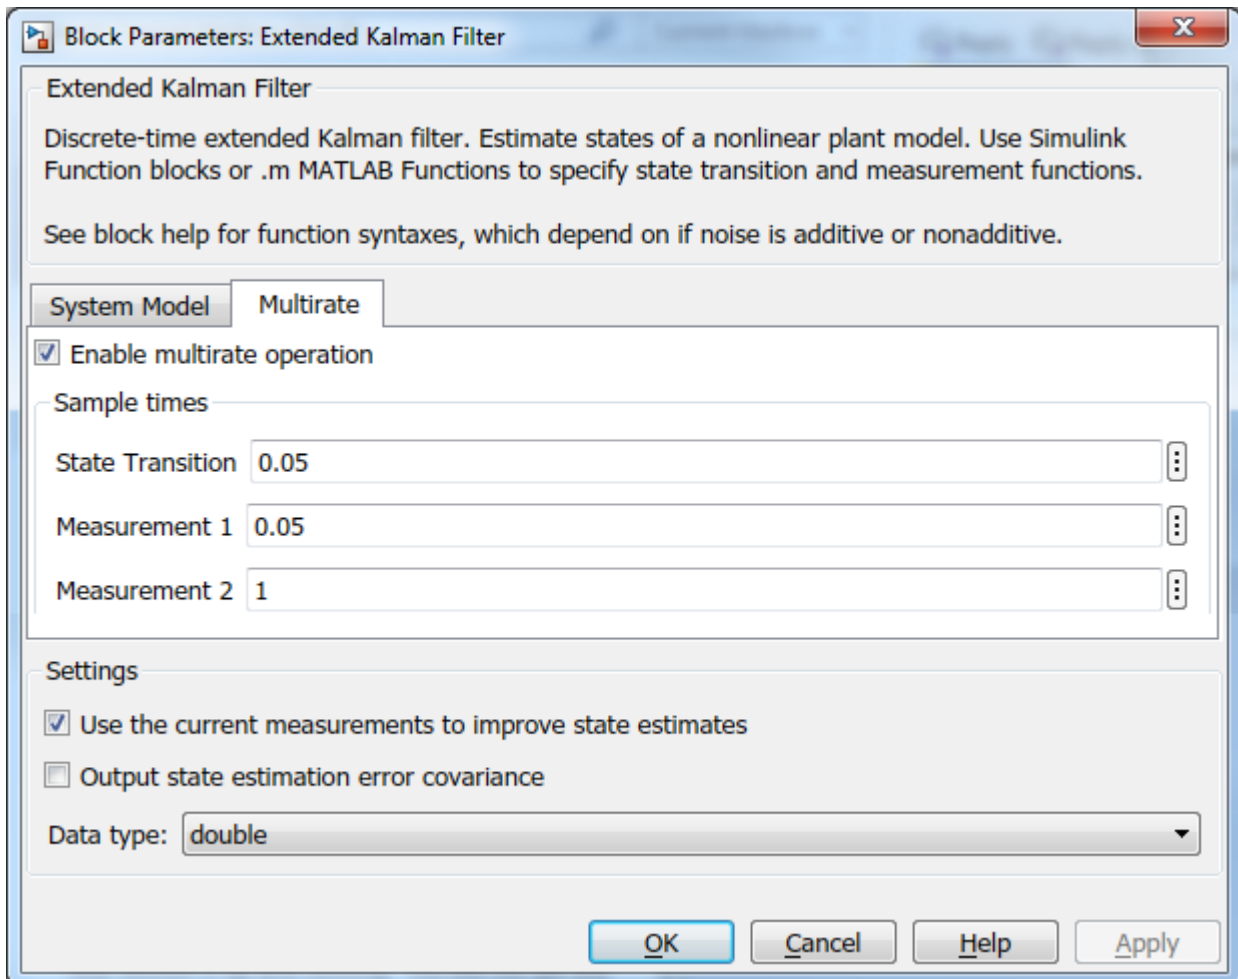 Block Parameters: Extended Kalman Filter
Extended Kalman Filter
Discrete-time extended Kalman filter. Estimate states of a nonlinear plant model. Use Simulink
Function blocks or .m MATLAB Functions to specify state transition and measurement functions.
See block help for function syntaxes, which depend on if noise is additive or nonadditive.
System Model Multirate
Enable multirate operation
Sample times
State Transition 0.05
Measurement 1 0.05
Measurement 2 1
Settings
Use the current measurements to improve state estimates
Output state estimation error covariance
Data type: double
OK Cancel Help Apply